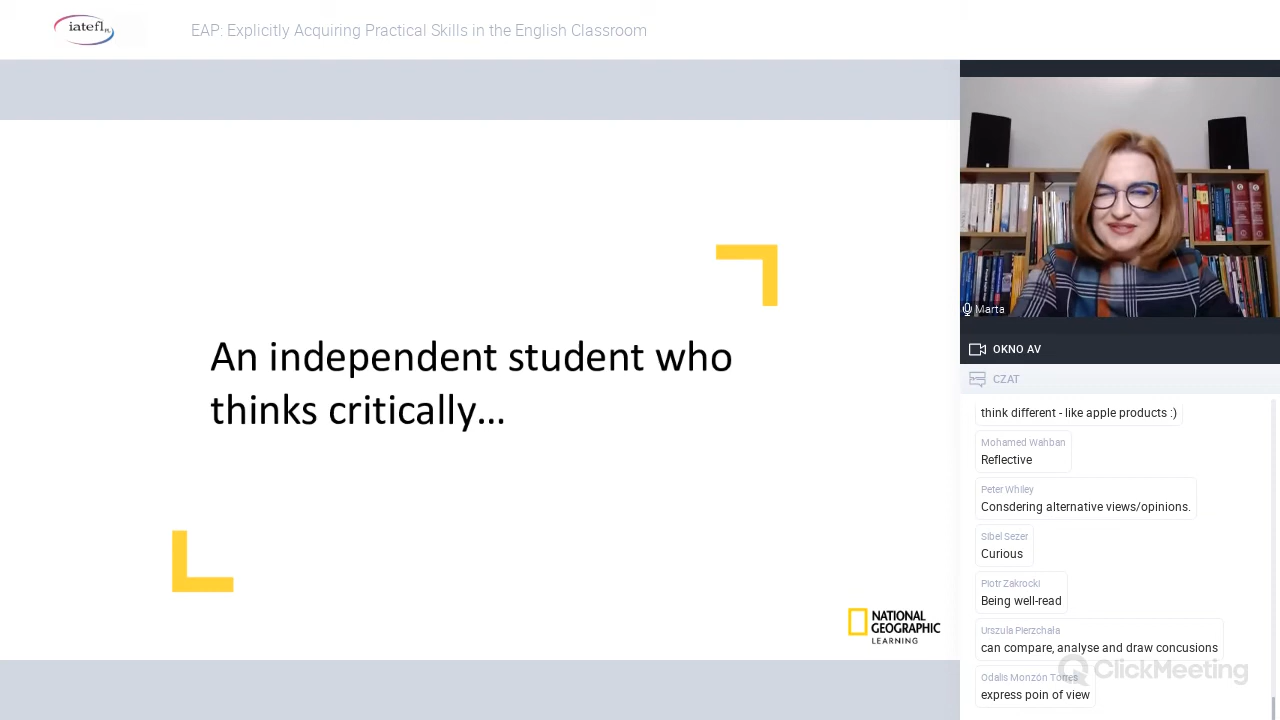 iatefl PL
EAP: Explicitly Acquiring Practical Skills in the English Classroom
An independent student who
thinks critically...
NATIONAL
GEOGRAPHIC
LEARNING
Marta
OKNO AV
CZAT
think different - like apple products :)
Mohamed Wahban
Reflective
Peter Whiley
Consdering alternative views/opinions.
Sibel Sezer
Curious
Piotr Zakrocki
Being well-read
Urszula Pierzchała
can compare, analyse and draw concusions
Odalis Monzón Torres
express poin of view
ClickMeeting